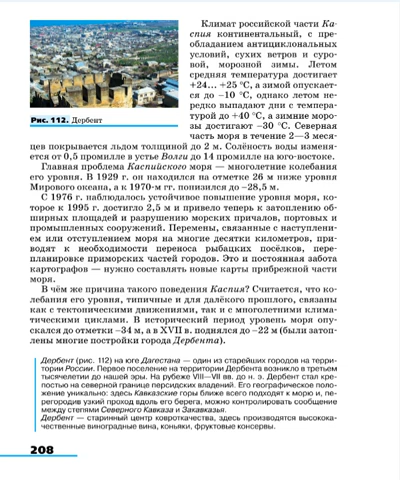 Климат российской части Ка-
спия континентальный, с пре-
обладанием антициклональных
условий, сухих ветров и суро-
вой, морозной зимы. Летом
средняя температура достигает
+24... +25 °C, а зимой опускает-
ся до −10 °C, однако летом не-
редко выпадают дни с темпера-
турой до +40 °C, а зимние моро-
зы достигают −30 °C. Северная
часть моря в течение 2—3 меся-
Рис. 112. Дербент
цев покрывается льдом толщиной до 2 м. Солёность воды изменя-
ется от 0,5 промилле в устье Волги до 14 промилле на юго-востоке.
Главная проблема Каспийского моря — многолетние колебания
его уровня. В 1929 г. он находился на отметке 26 м ниже уровня
Мирового океана, а к 1970-м гг. понизился до −28,5 м.
С 1976 г. наблюдалось устойчивое повышение уровня моря, ко-
торое к 1995 г. достигло 2,5 м и привело теперь к затоплению об-
ширных площадей и разрушению морских причалов, портовых и
промышленных сооружений. Перемены, связанные с наступлени-
ем или отступлением моря на многие десятки километров, при-
водят к необходимости переноса рыбацких посёлков, пере-
планировке приморских частей городов. Это и постоянная забота
картографов — нужно составлять новые карты прибрежной части
моря.
В чём же причина такого поведения Каспия? Считается, что ко-
лебания его уровня, типичные и для далёкого прошлого, связаны
как с тектоническими движениями, так и с многолетними клима-
тическими циклами. В исторический период уровень моря опу-
скался до отметки −34 м, а в XVII в. поднялся до −22 м (были затоп-
лены многие постройки города Дербента).
Дербент (рис. 112) на юге Дагестана — один из старейших городов на терри-
тории России. Первое поселение на территории Дербента возникло в третьем
тысячелетии до нашей эры. На рубеже VIII—VII вв. до н. э. Дербент стал кре-
постью на северной границе персидских владений. Его географическое поло-
жение уникально: здесь Кавказские горы ближе всего подходят к морю и, пе-
регородив узкий проход вдоль его берега, можно контролировать сообщение
между степями Северного Кавказа и Закавказья.
Дербент — старинный центр ковроткачества, здесь производятся высокока-
чественные виноградные вина, коньяки, фруктовые консервы.
208